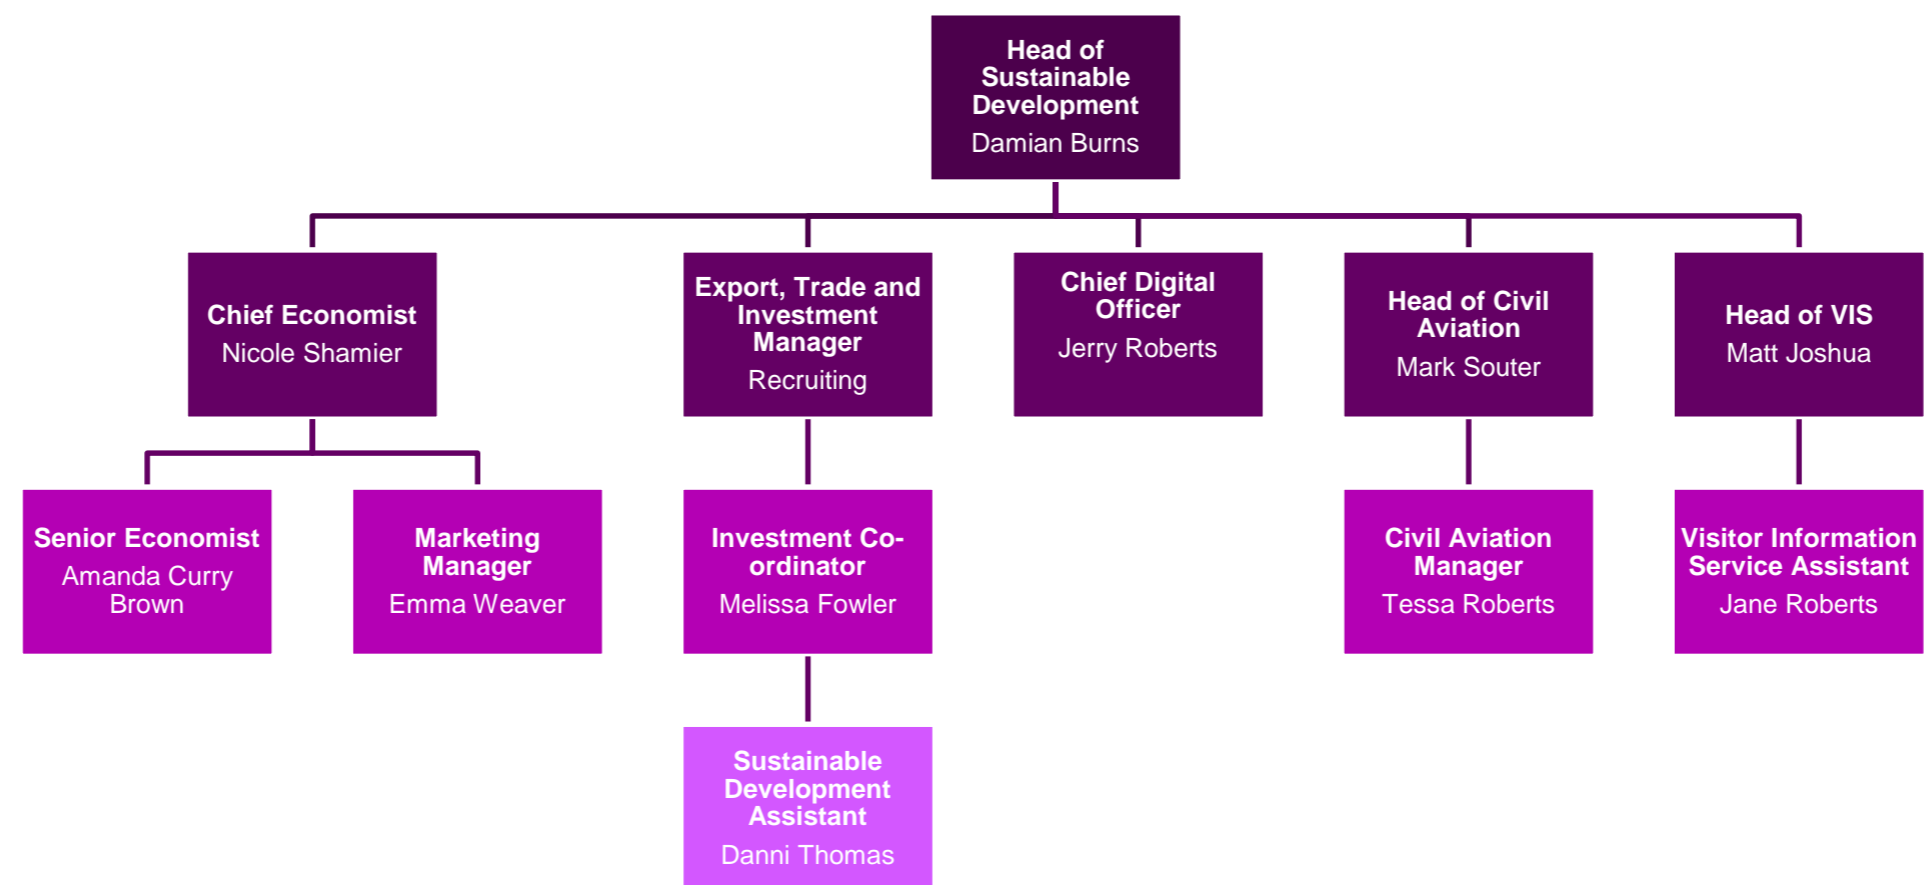 Head of
Sustainable
Development
Damian Burns
Chief Economist
Nicole Shamier
Export, Trade and
Investment
Manager
Recruiting
Chief Digital
Officer
Jerry Roberts
Head of Civil
Aviation
Mark Souter
Head of VIS
Matt Joshua
Senior Economist
Amanda Curry
Brown
Marketing
Manager
Emma Weaver
Investment Co-
ordinator
Melissa Fowler
Civil Aviation
Manager
Tessa Roberts
Visitor Information
Service Assistant
Jane Roberts
Sustainable
Development
Assistant
Danni Thomas